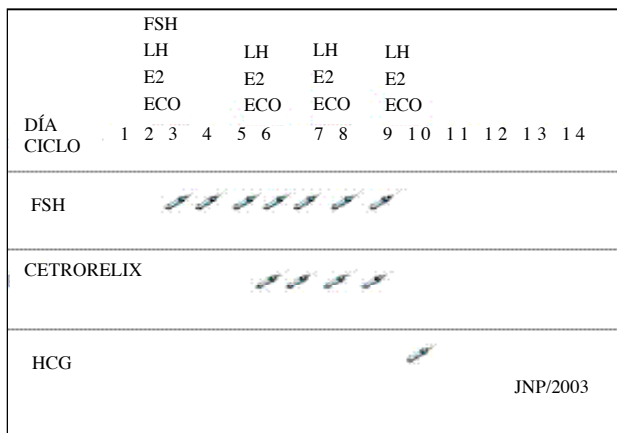 FSH
LH LH LH LH
E2 E2 E2 E2
ECO ECO ECO ECO
DÍA
CICLO 1 2 3 4 5 6 7 8 9 10 11 12 13 14
FSH
CETRORELIX
HCG
JNP/2003